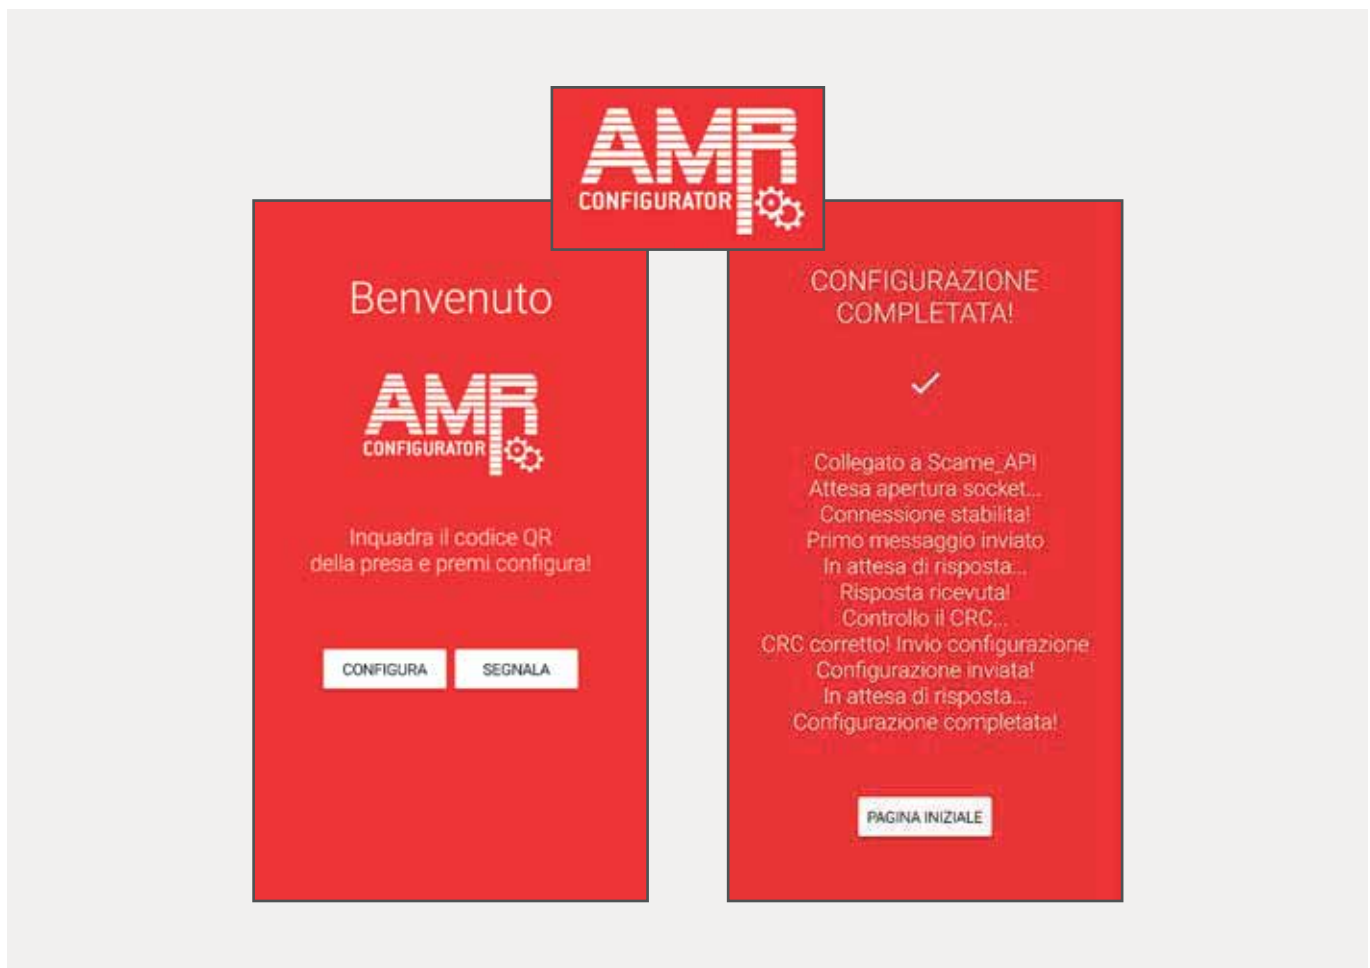 AMR
CONFIGURATOR
Benvenuto
AMR
CONFIGURATOR
Inquadra il codice QR
della presa e premi configura!
CONFIGURA
SEGNALA
CONFIGURAZIONE
COMPLETATA!
Collegato a Scame_AP!
Attesa apertura socket...
Connessione stabilita!
Primo messaggio inviato
In attesa di risposta...
Risposta ricevuta!
Controllo il CRC...
CRC corretto! Invio configurazione
Configurazione inviata!
In attesa di risposta...
Configurazione completata!
PAGINA INIZIALE